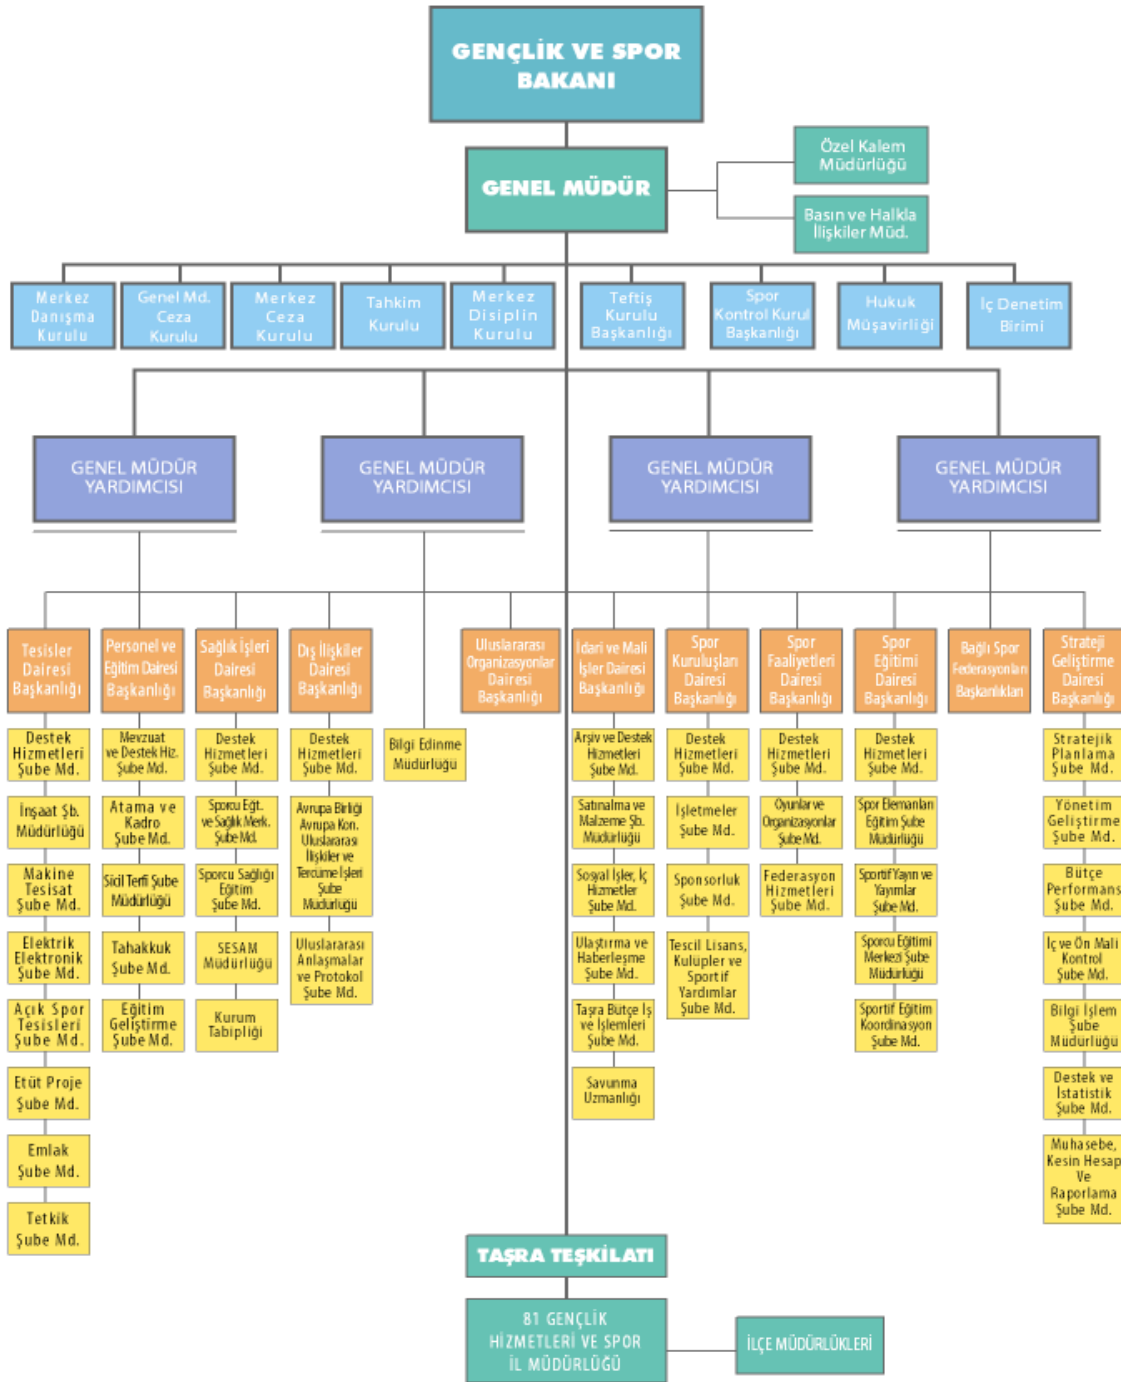 GENÇLİK VE SPOR
BAKANI
GENEL MÜDÜR
Özel Kalem
Müdürlüğü
Basın ve Halkla
İlişkiler Müd.
Merkez
Danışma
Kurulu
Genel Md.
Ceza
Kurulu
Merkez
Ceza
Kurulu
Tahkim
Kurulu
Merkez
Disiplin
Kurulu
Teftiş
Kurulu
Başkanlığı
Spor
Kontrol Kurul
Başkanlığı
Hukuk
Müşavirliği
İç Denetim
Birimi
GENEL MÜDÜR
YARDIMCISI
GENEL MÜDÜR
YARDIMCISI
GENEL MÜDÜR
YARDIMCISI
GENEL MÜDÜR
YARDIMCISI
Tesisler
Dairesi
Başkanlığı
Personel ve
Eğitim Dairesi
Başkanlığı
Sağlık İşleri
Dairesi
Başkanlığı
Dış İlişkiler
Dairesi
Başkanlığı
Uluslararası
Organizasyonlar
Dairesi
Başkanlığı
İdari ve Mali
İşler Dairesi
Başkanlığı
Spor
Kuruluşları
Dairesi
Başkanlığı
Spor
Faaliyetleri
Dairesi
Başkanlığı
Spor
Eğitimi
Dairesi
Başkanlığı
Bağlı Spor
Federasyonları
Başkanlıkları
Strateji
Geliştirme
Dairesi
Başkanlığı
Destek
Hizmetleri
Şube Md.
İnşaat Şb.
Müdürlüğü
Makine
Tesisat
Şube Md.
Elektrik
Elektronik
Şube Md.
Açık Spor
Tesisleri
Şube Md.
Etüt Proje
Şube Md.
Emlak
Şube Md.
Tetkik
Şube Md.
Mevzuat
ve Destek Hiz.
Şube Md.
Atama ve
Kadro
Şube Md.
Sicil Terfi Şube
Müdürlüğü
Tahakkuk
Şube Md.
Eğitim
Geliştirme
Şube Md.
Destek
Hizmetleri
Şube Md.
Sporcu Eğt.
ve Sağlık Merk.
Şube Md.
Sporcu Sağlığı
Eğitim
Şube Md.
SESAM
Müdürlüğü
Kurum
Tabipliği
Destek
Hizmetleri
Şube Md.
Avrupa Birliği
Avrupa Kon.
Uluslararası
İlişkiler ve
Tercüme İşleri
Şube
Müdürlüğü
Uluslararası
Anlaşmalar
ve Protokol
Şube Md.
Bilgi Edinme
Müdürlüğü
Arşiv ve Destek
Hizmetleri
Şube Md.
Satınalma ve
Malzeme Şb.
Müdürlüğü
Sosyal İşler, İç
Hizmetler
Şube Md.
Ulaştırma ve
Haberleşme
Şube Md.
Taşra Bütçe İş
ve İşlemleri
Şube Md.
Savunma
Uzmanlığı
Destek
Hizmetleri
Şube Md.
İşletmeler
Şube Md.
Sponsorluk
Şube Md.
Tescil Lisans,
Kulüpler ve
Sportif
Yardımlar
Şube Md.
Destek
Hizmetleri
Şube Md.
Oyunlar ve
Organizasyonlar
Şube Md.
Federasyon
Hizmetleri
Şube Md.
Destek
Hizmetleri
Şube Md.
Spor Elemanları
Eğitim Şube
Müdürlüğü
Sportif Yayın ve
Yayımlar
Şube Md.
Sporcu Eğitimi
Merkezi Şube
Müdürlüğü
Sportif Eğitim
Koordinasyon
Şube Md.
Stratejik
Planlama
Şube Md.
Yönetim
Geliştirme
Şube Md.
Bütçe
Performans
Şube Md.
İç ve Ön Mali
Kontrol
Şube Md.
Bilgi İşlem
Şube
Müdürlüğü
Destek ve
İstatistik
Şube Md.
Muhasebe,
Kesin Hesap
Ve
Raporlama
Şube Md.
TAŞRA TEŞKİLATI
81 GENÇLİK
HİZMETLERİ VE SPOR
İL MÜDÜRLÜĞÜ
İLÇE MÜDÜRLÜKLERİ